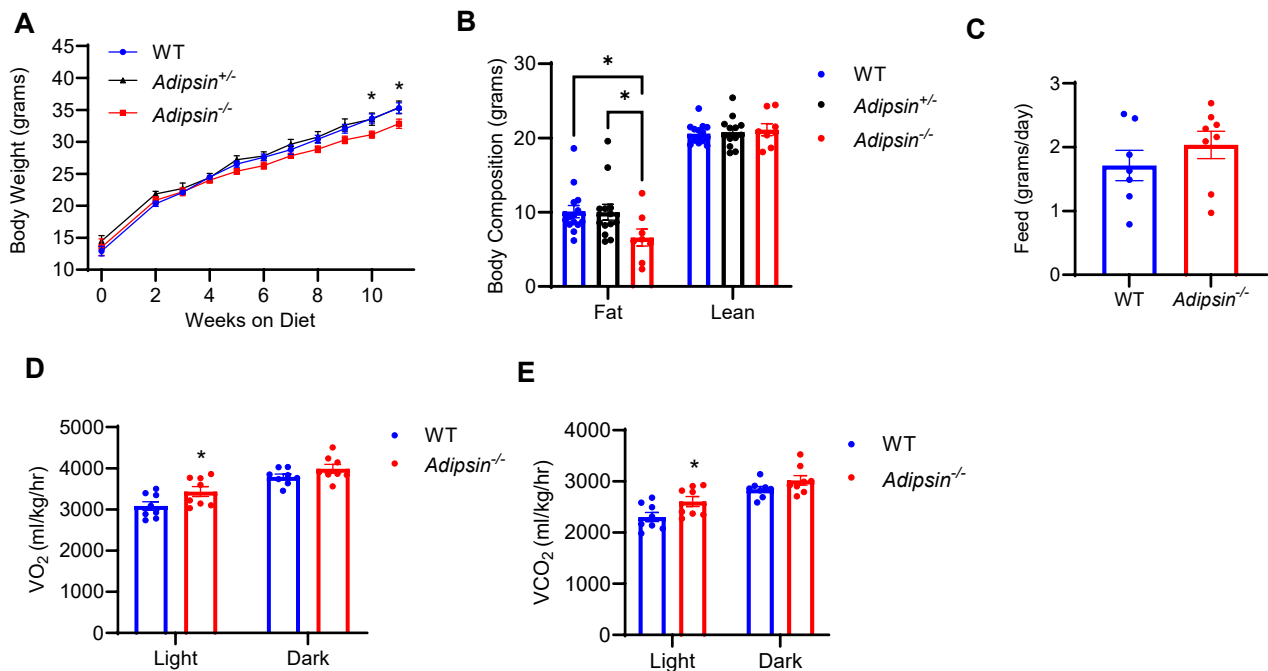 A
WT
Adipsin+/-
Adipsin-/-
*
*
Body Weight (grams)
45
40
35
30
25
20
15
10
0
2
4
6
8
10
Weeks on Diet
B
*
*
WT
Adipsin+/-
Adipsin-/-
Body Composition (grams)
30
20
10
0
Fat
Lean
C
Feed (grams/day)
3
2
1
0
WT
Adipsin-/-
D
WT
Adipsin-/-
*
VO2 (ml/kg/hr)
5000
4000
3000
2000
1000
0
Light
Dark
E
WT
Adipsin-/-
*
VCO2 (ml/kg/hr)
4000
3000
2000
1000
0
Light
Dark